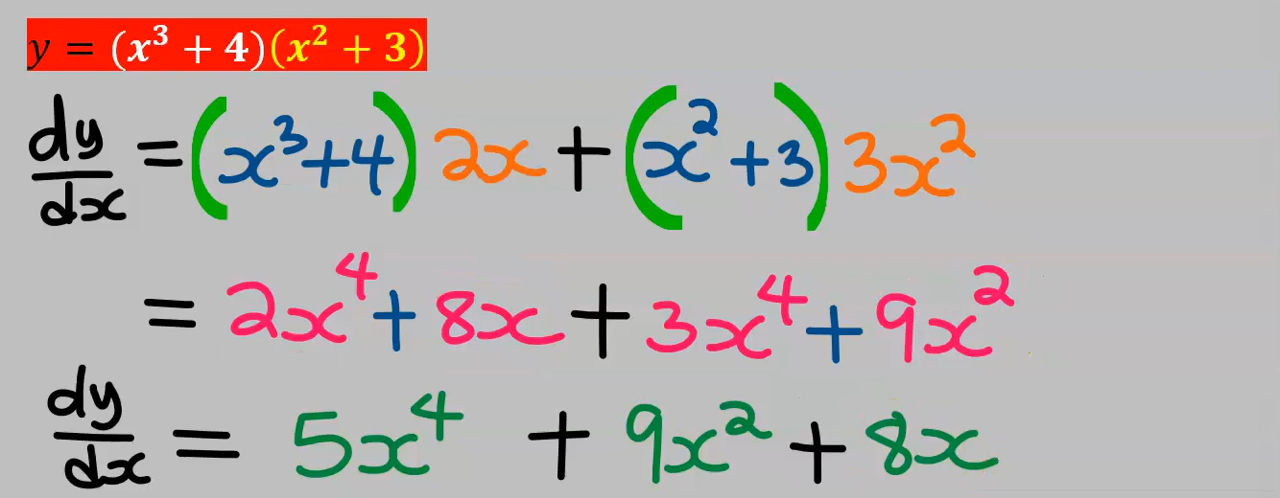 y = (x³ + 4)(x² + 3)
dy/dx = (x³+4) 2x + (x²+3) 3x²
= 2x⁴ + 8x + 3x⁴ + 9x²
dy/dx = 5x⁴ + 9x² + 8x